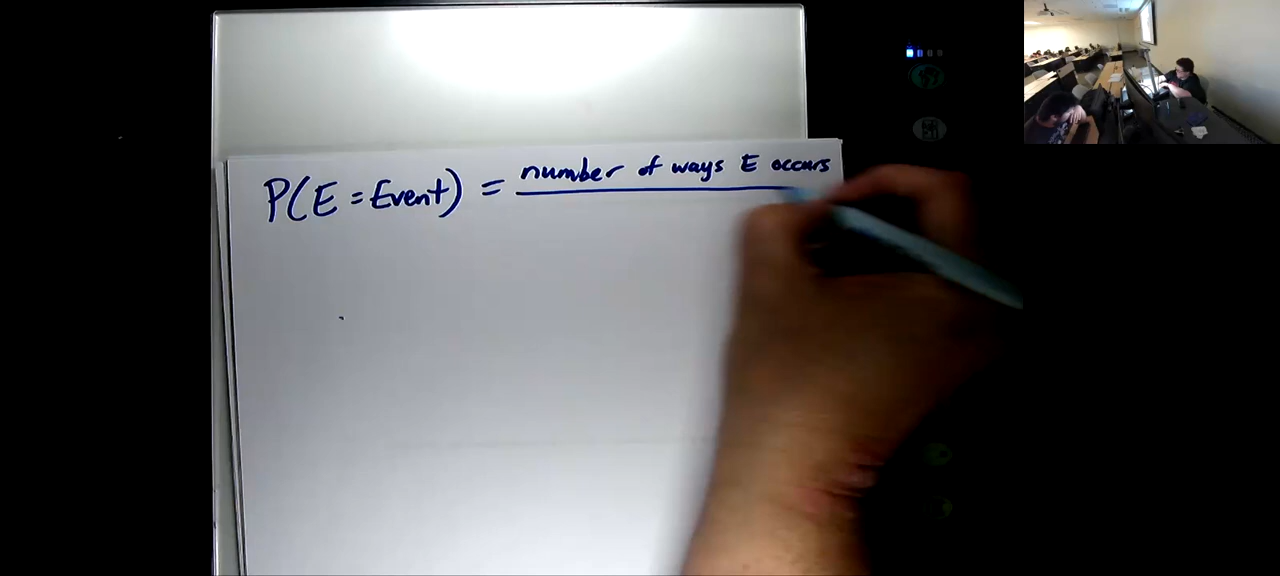 P(E = Event) = number of ways E occurs